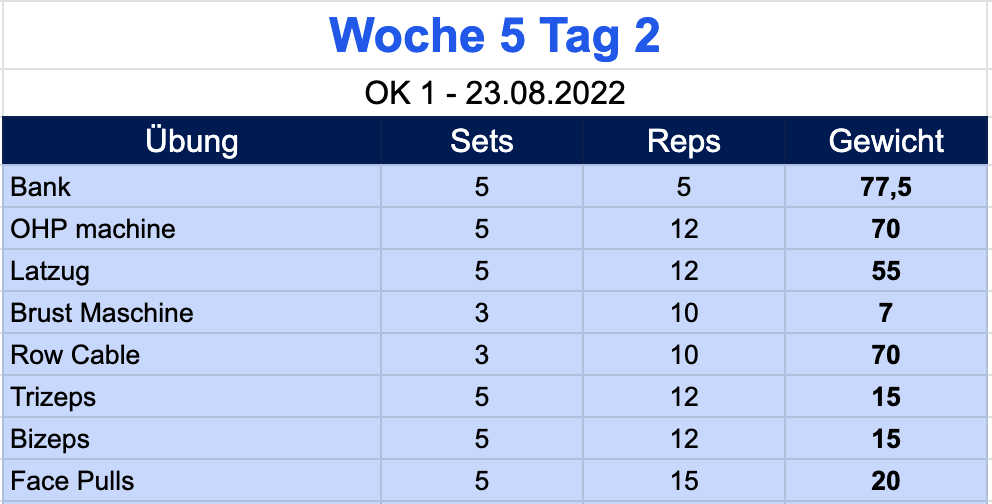 Woche 5 Tag 2
OK 1 - 23.08.2022
Übung Sets Reps Gewicht
Bank 5 5 77,5
OHP machine 5 12 70
Latzug 5 12 55
Brust Maschine 3 10 7
Row Cable 3 10 70
Trizeps 5 12 15
Bizeps 5 12 15
Face Pulls 5 15 20